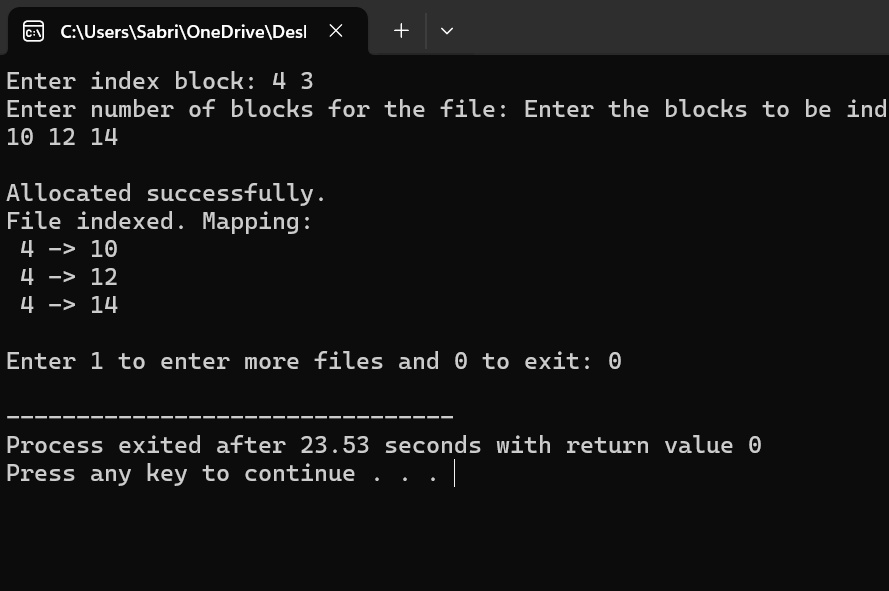 C:\Users\Sabri\OneDrive\Des
Enter index block: 4 3
Enter number of blocks for the file: Enter the blocks to be ind
10 12 14
Allocated successfully.
File indexed. Mapping:
4 -> 10
4 -> 12
4 -> 14
Enter 1 to enter more files and 0 to exit: 0
--------------------------------
Process exited after 23.53 seconds with return value 0
Press any key to continue . . .